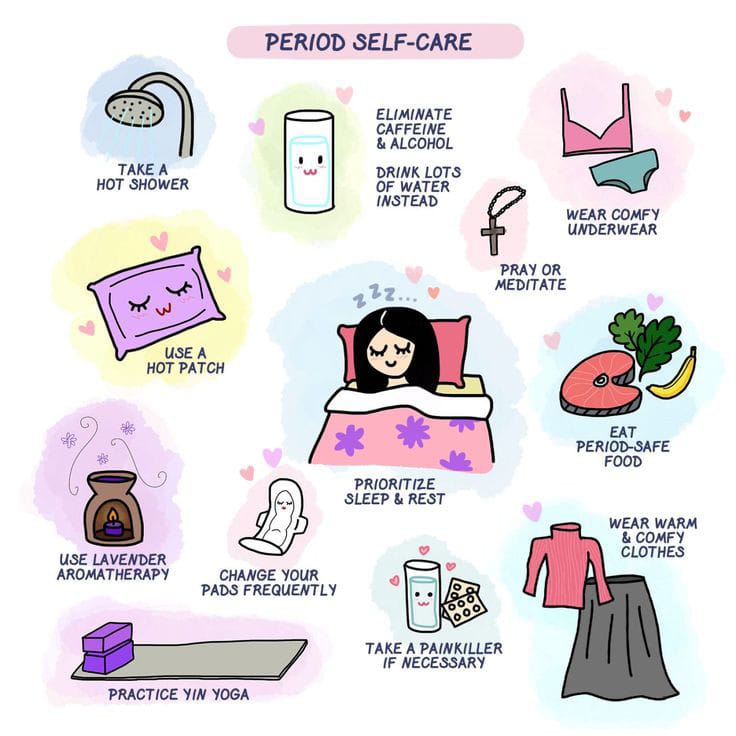 PERIOD SELF-CARE
TAKE A
HOT SHOWER
ELIMINATE
CAFFEINE
& ALCOHOL
DRINK LOTS
OF WATER
INSTEAD
WEAR COMFY
UNDERWEAR
PRAY OR
MEDITATE
USE A
HOT PATCH
ZZZ...
PRIORITIZE
SLEEP & REST
EAT
PERIOD-SAFE
FOOD
USE LAVENDER
AROMATHERAPY
CHANGE YOUR
PADS FREQUENTLY
TAKE A PAINKILLER
IF NECESSARY
WEAR WARM
& COMFY
CLOTHES
PRACTICE YIN YOGA